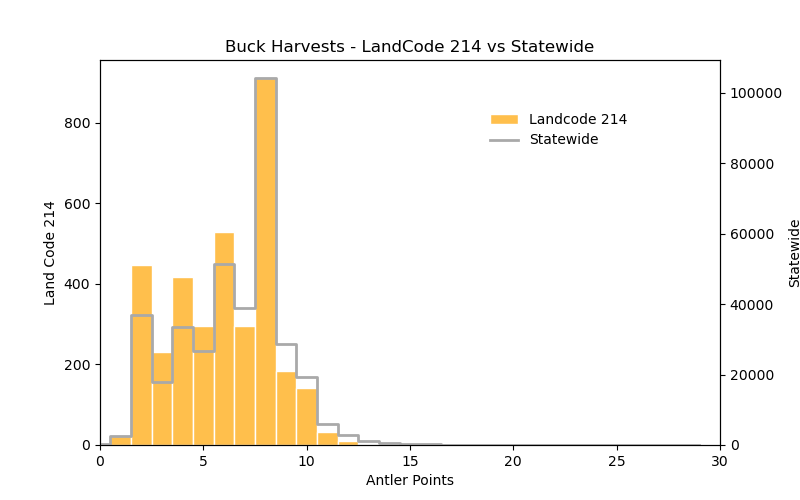 Buck Harvests - LandCode 214 vs Statewide
Landcode 214
Statewide
Land Code 214
0
200
400
600
800
0
20000
40000
60000
80000
100000
Statewide
0 5 10 15 20 25 30
Antler Points